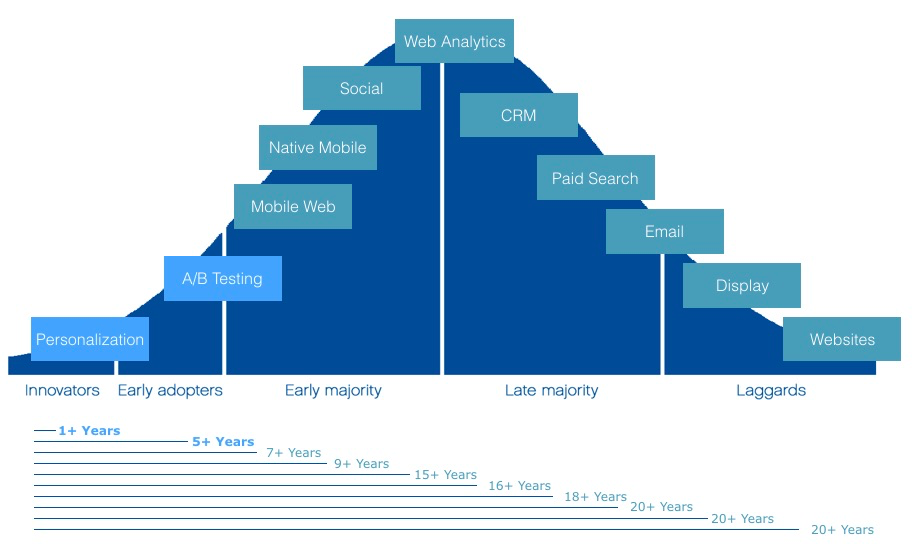 Web Analytics
Social
CRM
Native Mobile
Paid Search
Mobile Web
Email
A/B Testing
Display
Personalization
Websites
Innovators
Early adopters
Early majority
Late majority
Laggards
1+ Years
5+ Years
7+ Years
9+ Years
15+ Years
16+ Years
18+ Years
20+ Years
20+ Years
20+ Years